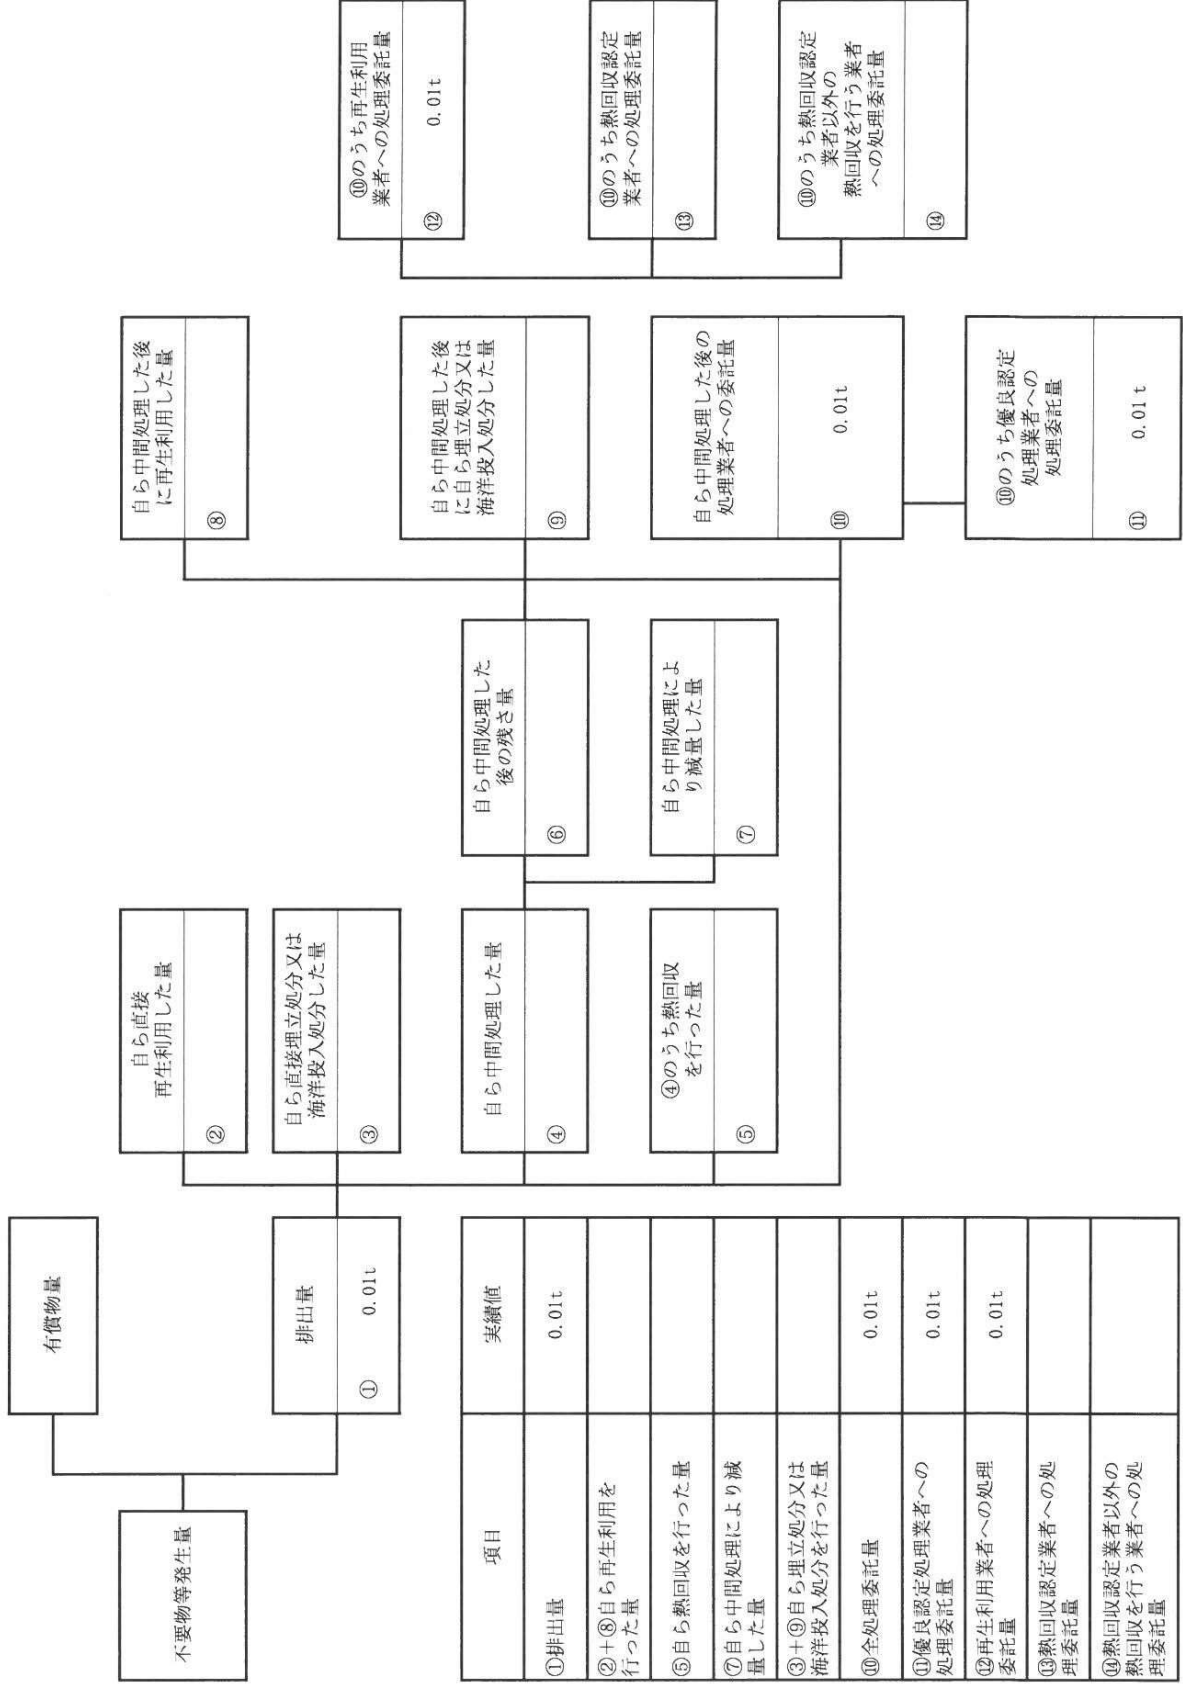 不要物等発生量
有償物量
排出量
① 0.01t
自ら直接
再生利用した量
②
自ら直接埋立処分又は
海洋投入処分した量
③
自ら中間処理した量
④
④のうち熱回収
を行った量
⑤
自ら中間処理した
後の残さ量
⑥
自ら中間処理によ
り減量した量
⑦
自ら中間処理した後
に再生利用した量
⑧
自ら中間処理した後
に自ら埋立処分又は
海洋投入処分した量
⑨
自ら中間処理した後の
処理業者への委託量
⑩ 0.01t
⑩のうち優良認定
処理業者への
処理委託量
⑪ 0.01t
⑩のうち再生利用
業者への処理委託量
⑫ 0.01t
⑩のうち熱回収認定
業者への処理委託量
⑬
⑩のうち熱回収認定
業者以外の
熱回収を行う業者
への処理委託量
⑭
項目 実績値
①排出量 0.01t
②+⑧自ら再生利用を
行った量
⑤自ら熱回収を行った量
⑦自ら中間処理により減
量した量
③+⑨自ら埋立処分又は
海洋投入処分を行った量
⑩全処理委託量 0.01t
⑪優良認定処理業者への
処理委託量 0.01t
⑫再生利用業者への処理
委託量 0.01t
⑬熱回収認定業者への処
理委託量
⑭熱回収認定業者以外の
熱回収を行う業者への処
理委託量